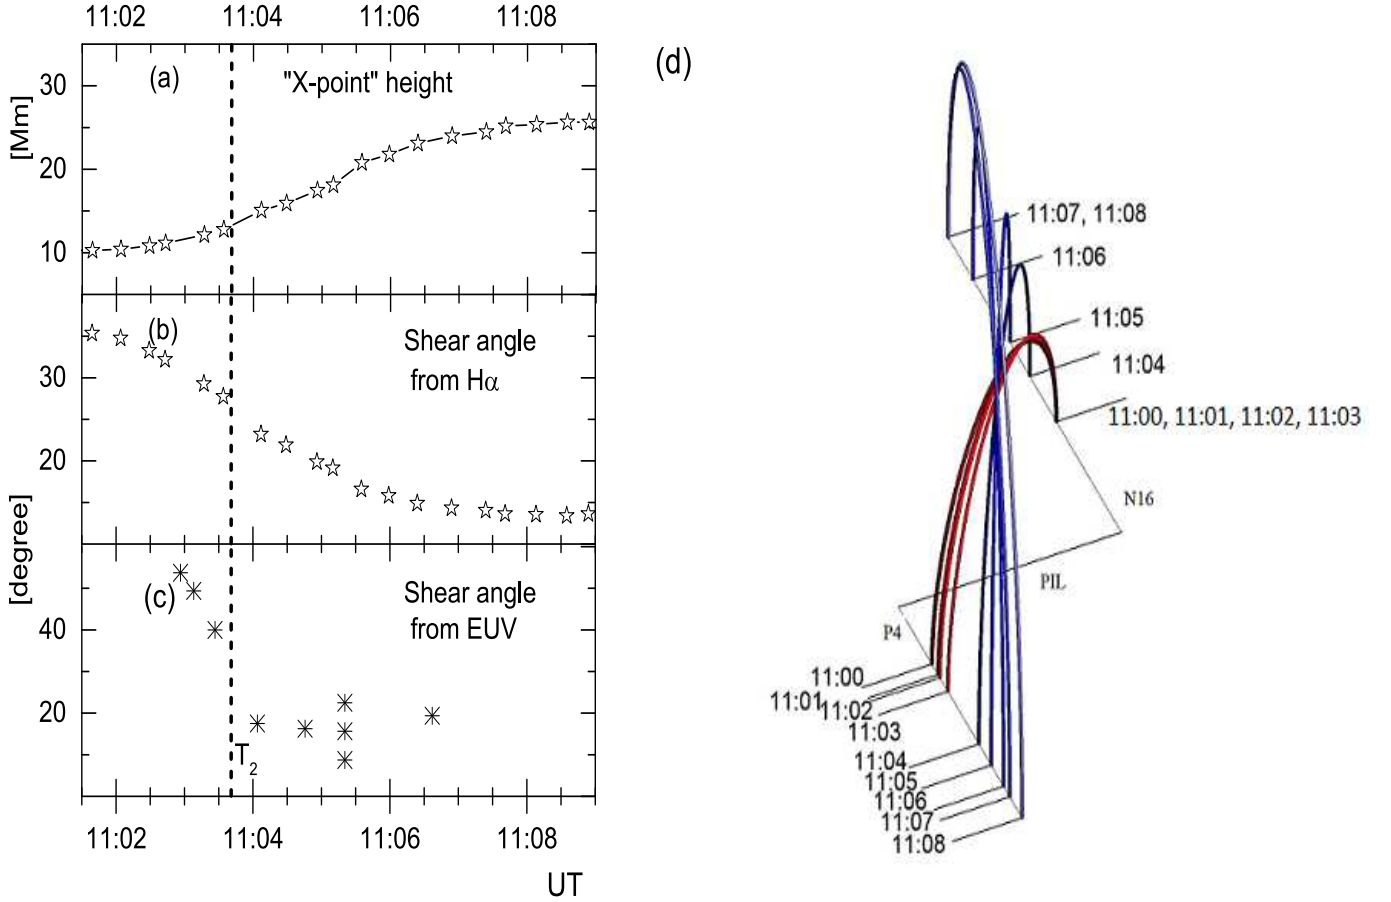 11:02 11:04 11:06 11:08
(a) "X-point" height
[Mm]
30
20
10
(b) Shear angle
from Hα
30
20
[degree]
(c) Shear angle
from EUV
40
20
T2
11:02 11:04 11:06 11:08
UT
(d)
11:07, 11:08
11:06
11:05
11:04
11:00, 11:01, 11:02, 11:03
N16
PIL
P4
11:00
11:01
11:02
11:03
11:04
11:05
11:06
11:07
11:08